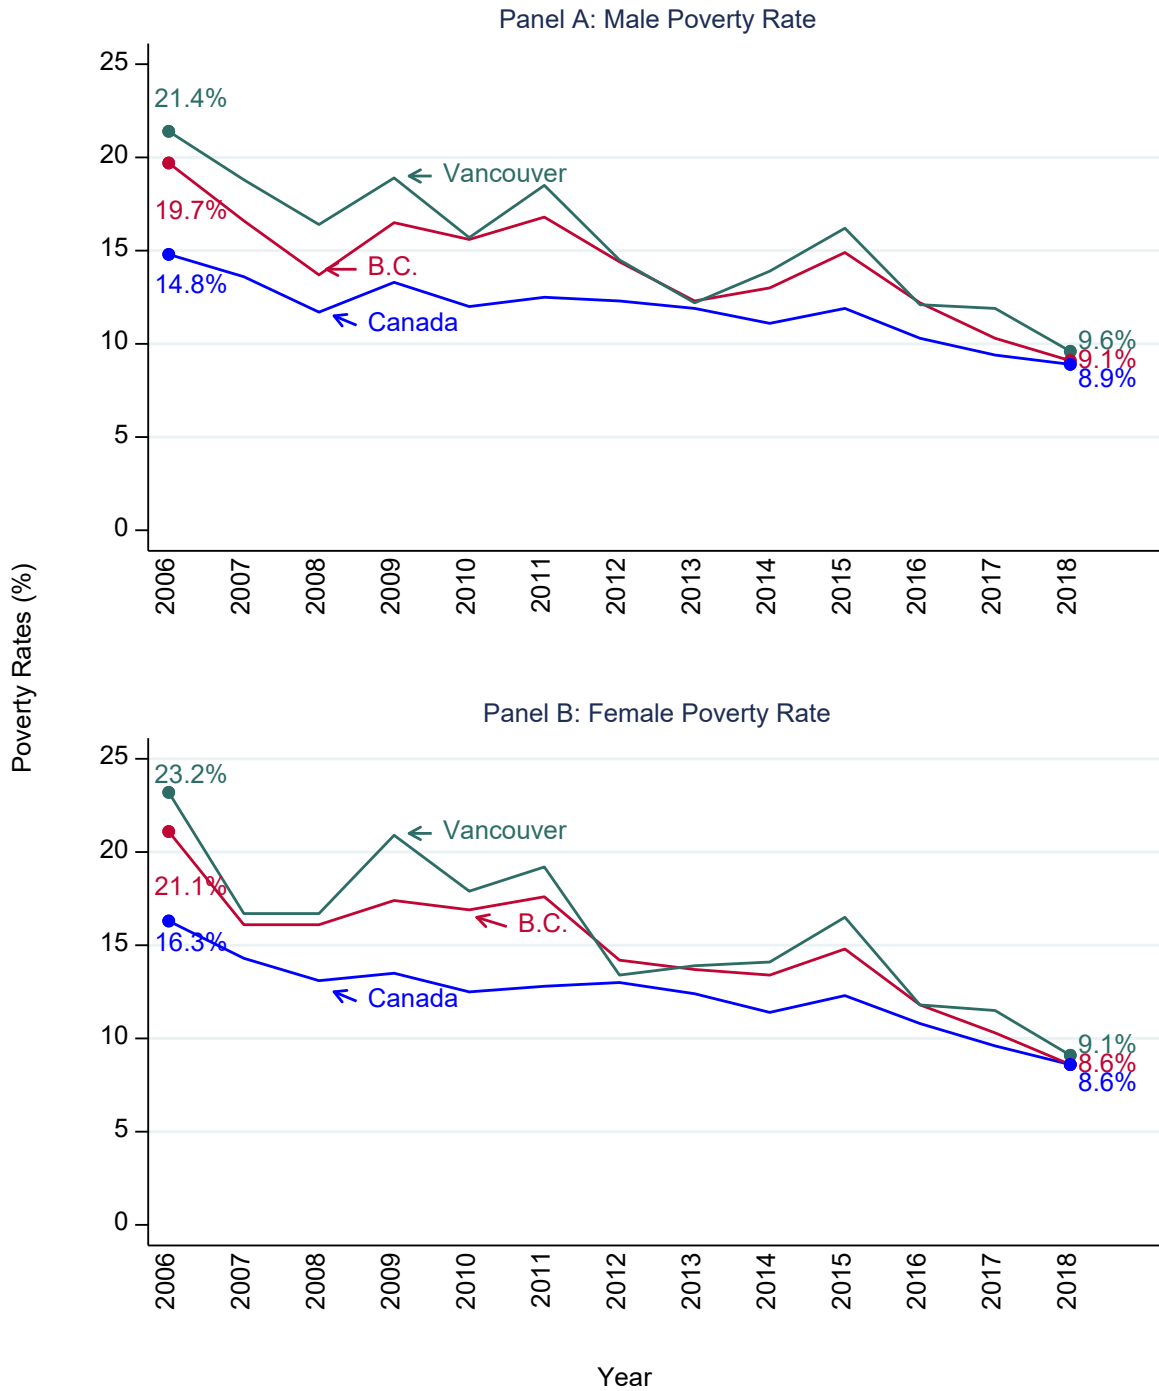 Panel A: Male Poverty Rate
25
21.4%
20
Vancouver
19.7%
15
B.C.
14.8%
Canada
10
9.6%
9.1%
8.9%
5
0
2006 2007 2008 2009 2010 2011 2012 2013 2014 2015 2016 2017 2018
Poverty Rates (%)
Panel B: Female Poverty Rate
25
23.2%
Vancouver
20
21.1%
B.C.
15
16.3%
Canada
10
9.1%
8.6%
8.6%
5
0
2006 2007 2008 2009 2010 2011 2012 2013 2014 2015 2016 2017 2018
Year